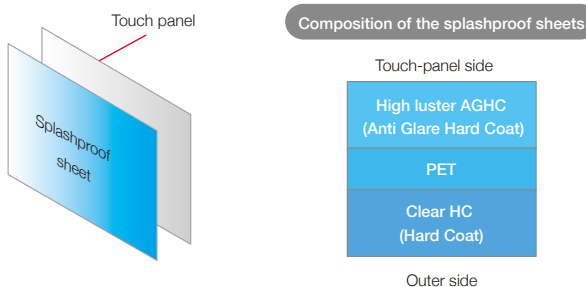 Touch panel
Splashproof
sheet
Composition of the splashproof sheets
Touch-panel side
High luster AGHC
(Anti Glare Hard Coat)
PET
Clear HC
(Hard Coat)
Outer side